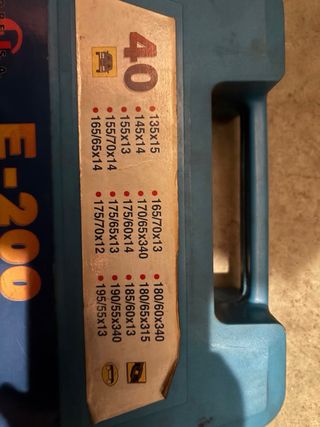 40
• 135x15
• 145x14
• 155x13
• 155/70x14
• 165/65x14
• 165/70x13
• 170/65x340
• 175/60x14
• 175/65x13
• 175/70x12
• 180/60x340
• 180/65x315
• 185/60x13
• 190/55x340
• 195/55x13
E-200